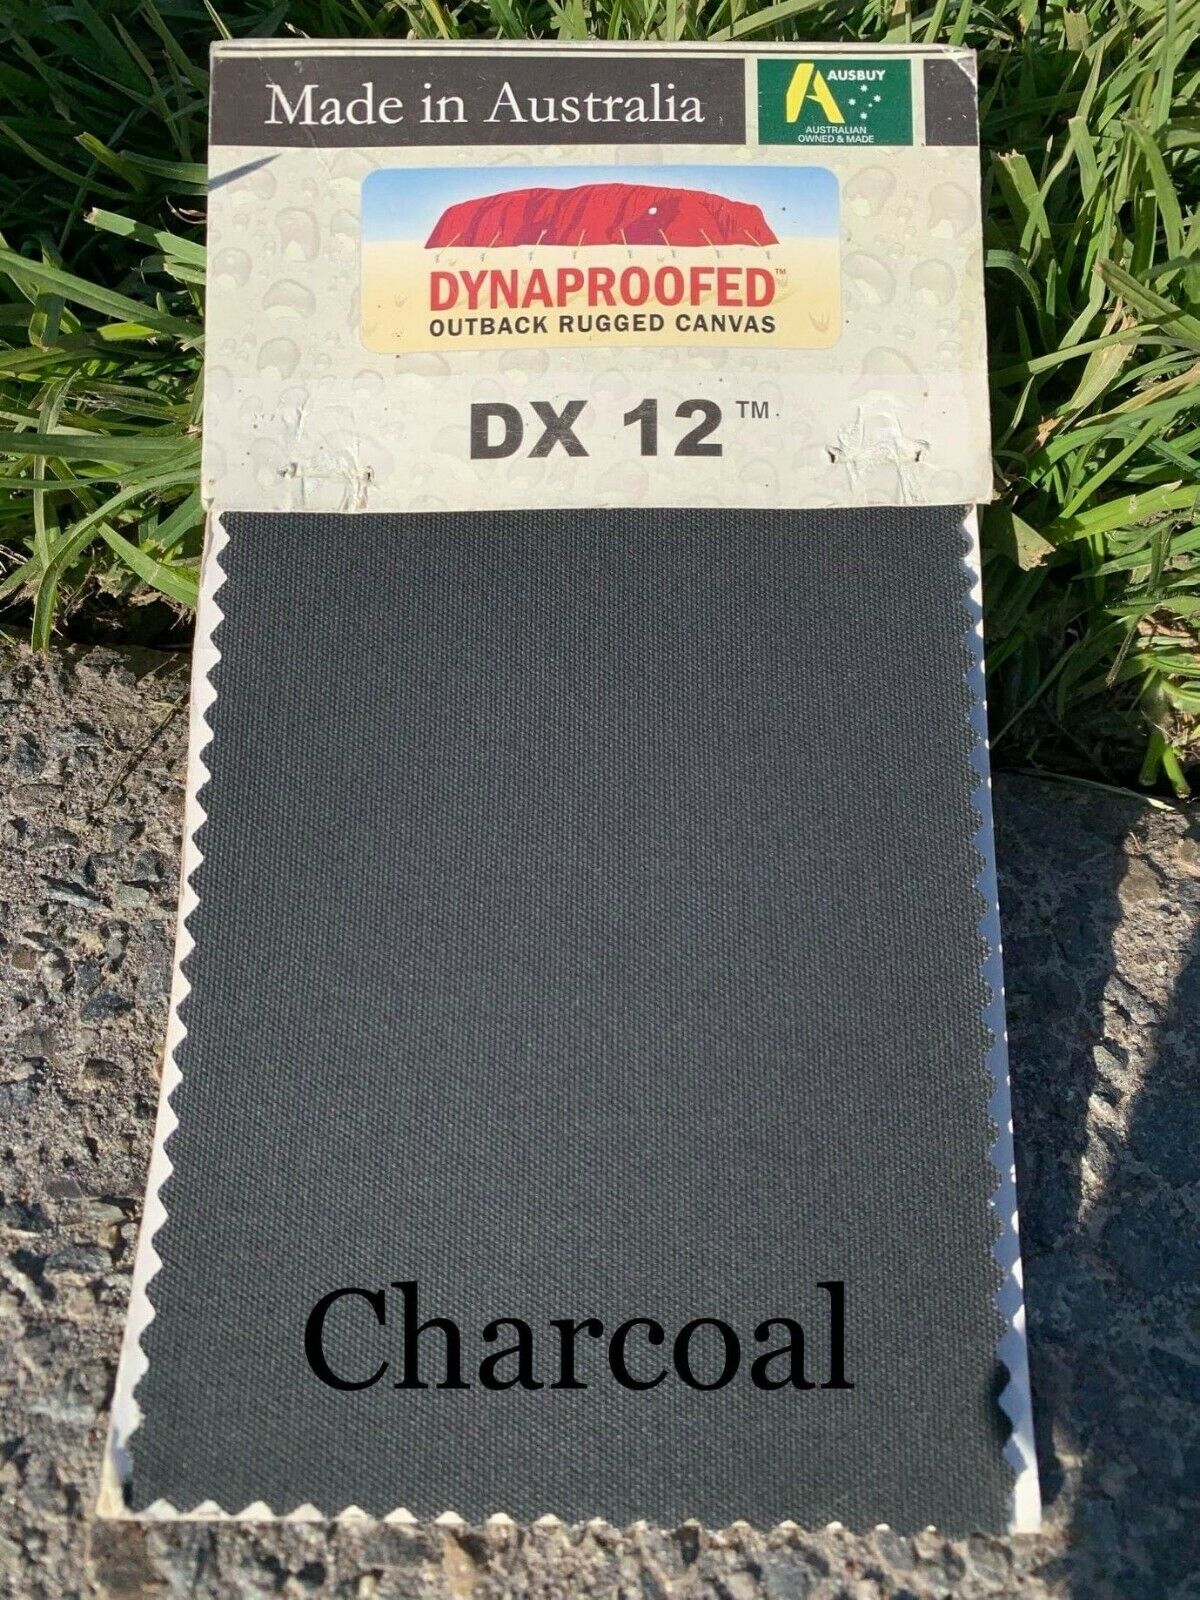 Made in Australia
AUSBUY
AUSTRALIAN
OWNED & MADE
DYNAPROOFED™
OUTBACK RUGGED CANVAS
DX 12™
Charcoal